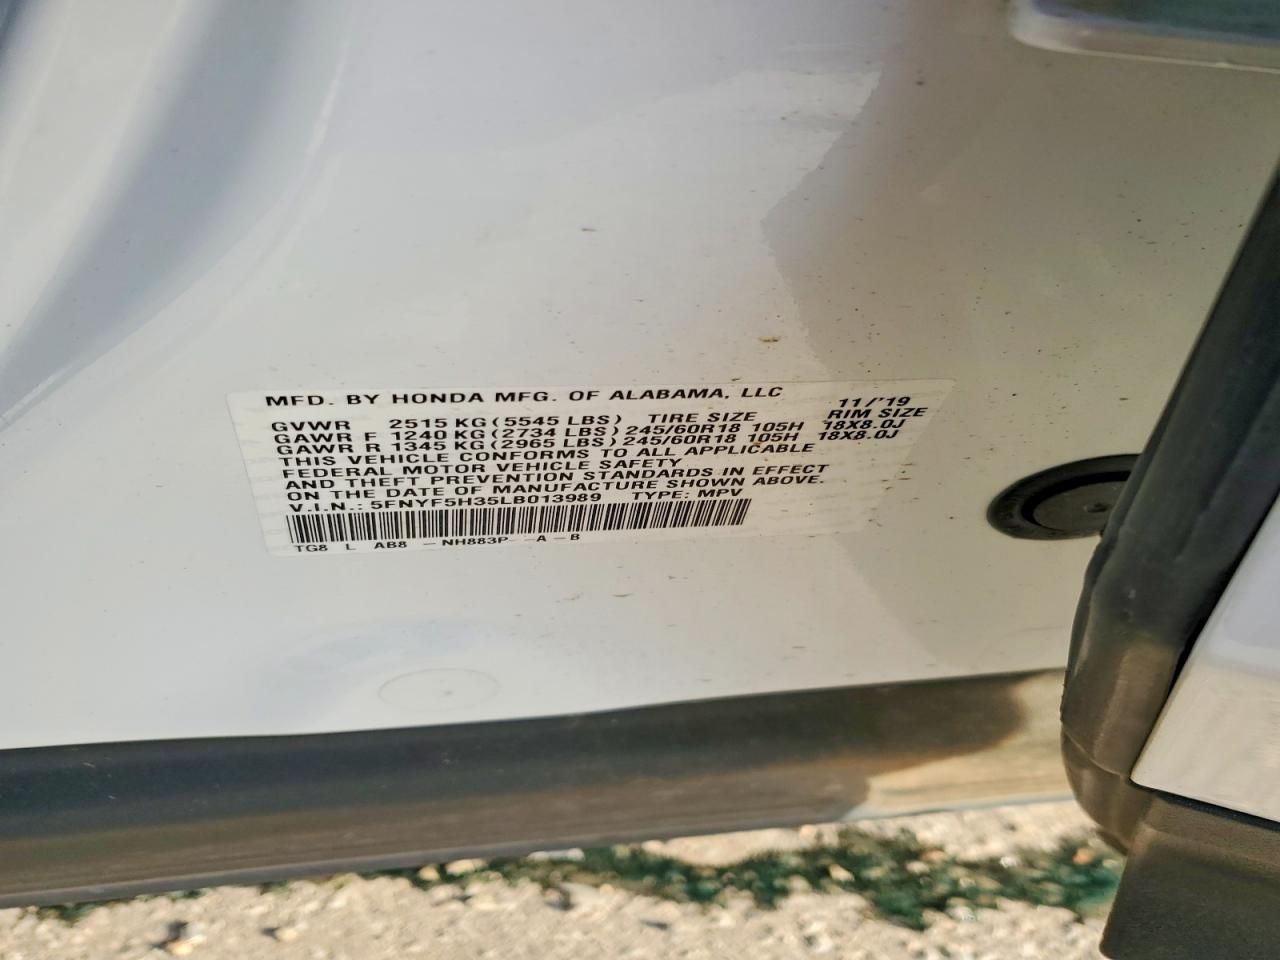 MFD. BY HONDA MFG. OF ALABAMA, LLC 11/'19
GVWR 2515 KG (5545 LBS) TIRE SIZE RIM SIZE
GAWR F 1240 KG (2734 LBS) 245/60R18 105H 18X8.0J
GAWR R 1345 KG (2965 LBS) 245/60R18 105H 18X8.0J
THIS VEHICLE CONFORMS TO ALL APPLICABLE
FEDERAL MOTOR VEHICLE SAFETY
AND THEFT PREVENTION STANDARDS IN EFFECT
ON THE DATE OF MANUFACTURE SHOWN ABOVE.
V.I.N.: 5FNYF5H35LB013989 TYPE: MPV
TG8 L AB8 -NH883P- -A-B